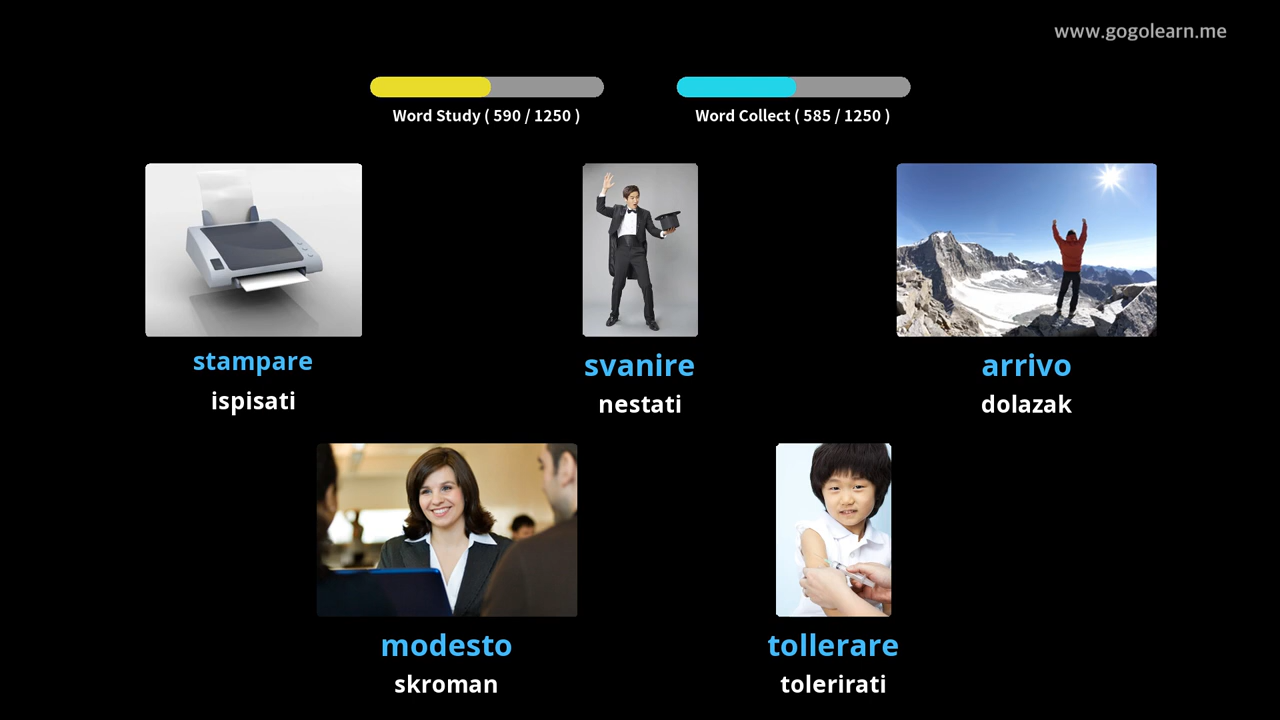 www.gogolearn.me
Word Study ( 590 / 1250 )
Word Collect ( 585 / 1250 )
stampare
ispisati
svanire
nestati
arrivo
dolazak
modesto
skroman
tollerare
tolerirati